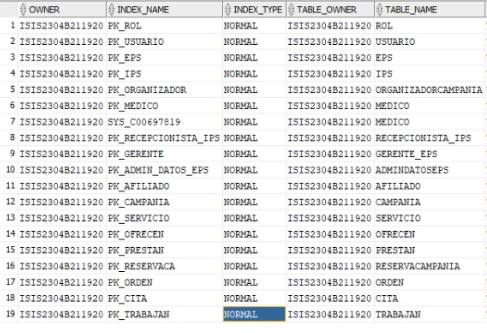 OWNER INDEX_NAME INDEX_TYPE TABLE_OWNER TABLE_NAME
1 ISIS2304B211920 PK_ROL NORMAL ISIS2304B211920 ROL
2 ISIS2304B211920 PK_USUARIO NORMAL ISIS2304B211920 USUARIO
3 ISIS2304B211920 PK_EPS NORMAL ISIS2304B211920 EPS
4 ISIS2304B211920 PK_IPS NORMAL ISIS2304B211920 IPS
5 ISIS2304B211920 PK_ORGANIZADOR NORMAL ISIS2304B211920 ORGANIZADORCAMPANIA
6 ISIS2304B211920 PK_MEDICO NORMAL ISIS2304B211920 MEDICO
7 ISIS2304B211920 SYS_C00697819 NORMAL ISIS2304B211920 MEDICO
8 ISIS2304B211920 PK_RECEPCIONISTA_IPS NORMAL ISIS2304B211920 RECEPCIONISTA_IPS
9 ISIS2304B211920 PK_GERENTE NORMAL ISIS2304B211920 GERENTE_EPS
10 ISIS2304B211920 PK_ADMIN_DATOS_EPS NORMAL ISIS2304B211920 ADMINDATOSEPS
11 ISIS2304B211920 PK_AFILIADO NORMAL ISIS2304B211920 AFILIADO
12 ISIS2304B211920 PK_CAMPANIA NORMAL ISIS2304B211920 CAMPANIA
13 ISIS2304B211920 PK_SERVICIO NORMAL ISIS2304B211920 SERVICIO
14 ISIS2304B211920 PK_OFRECEN NORMAL ISIS2304B211920 OFRECEN
15 ISIS2304B211920 PK_PRESTAN NORMAL ISIS2304B211920 PRESTAN
16 ISIS2304B211920 PK_RESERVACA NORMAL ISIS2304B211920 RESERVACAMPANIA
17 ISIS2304B211920 PK_ORDEN NORMAL ISIS2304B211920 ORDEN
18 ISIS2304B211920 PK_CITA NORMAL ISIS2304B211920 CITA
19 ISIS2304B211920 PK_TRABAJAN NORMAL ISIS2304B211920 TRABAJAN